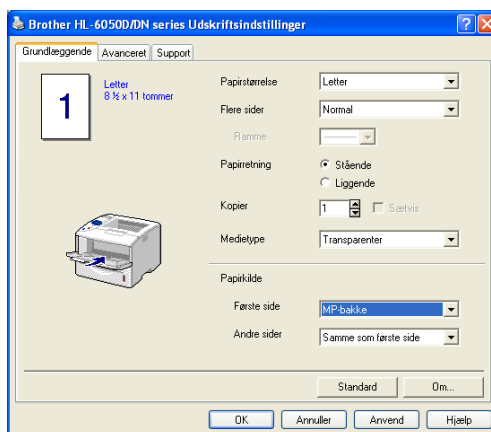 Brother HL-6050D/DN series Udskriftsindstillinger
Grundlæggende Avanceret Support
1
Letter
8 ½ x 11 tommer
Papirstørrelse Letter
Flere sider Normal
Ramme
Papirretning Stående
Liggende
Kopier 1 Sætvis
Medietype Transparenter
Papirkilde
Første side MP-bakke
Andre sider Samme som første side
Standard Om...
OK Annuller Anvend Hjælp